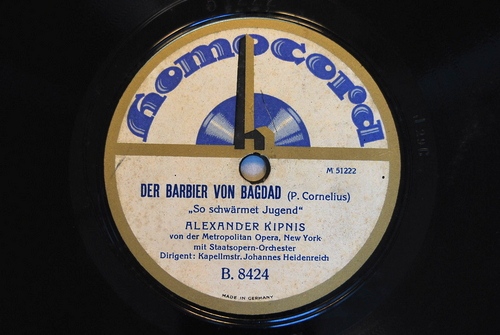 Homocord
M 51222
DER BARBIER VON BAGDAD (P. Cornelius)
„So schwärmet Jugend“
ALEXANDER KIPNIS
von der Metropolitan Opera, New York
mit Staatsopern-Orchester
Dirigent: Kapellmstr. Johannes Heidenreich
B. 8424
MADE IN GERMANY